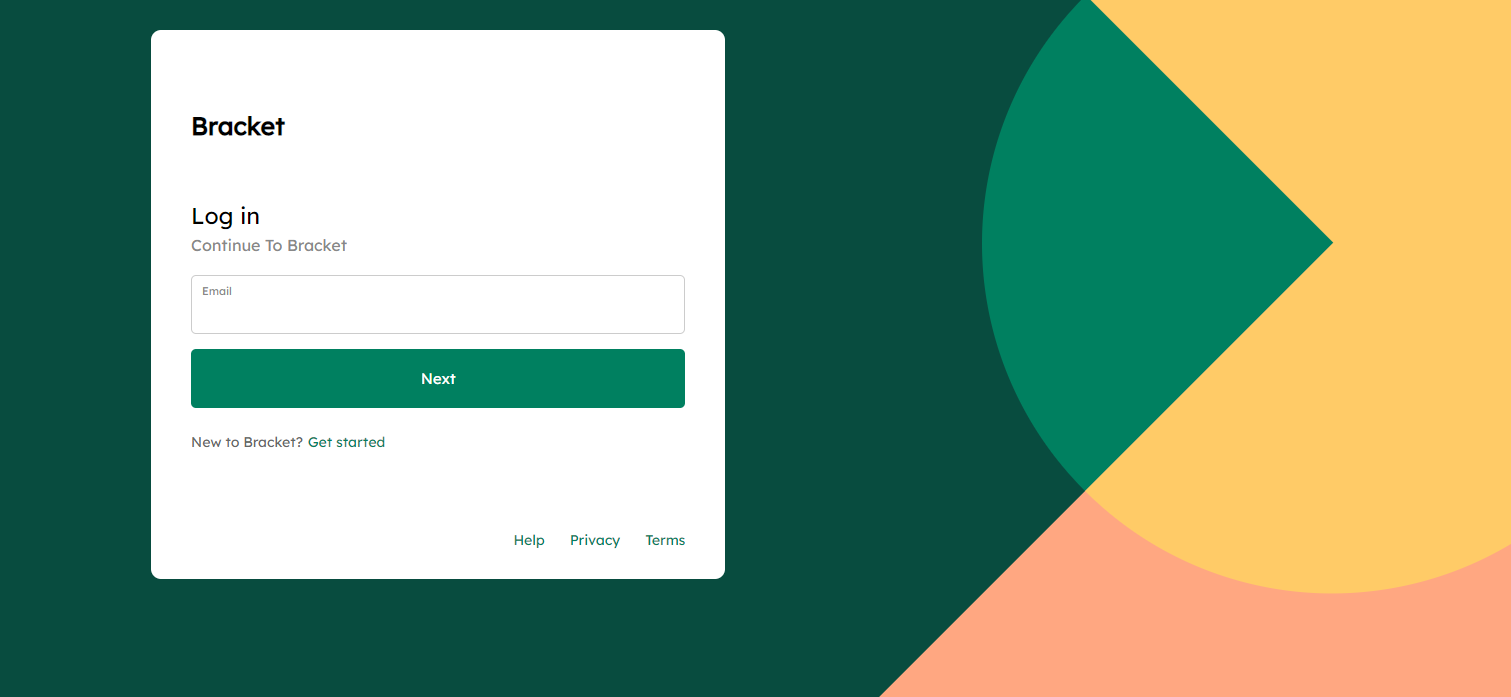 Bracket
Log in
Continue To Bracket
Email
Next
New to Bracket? Get started
Help Privacy Terms